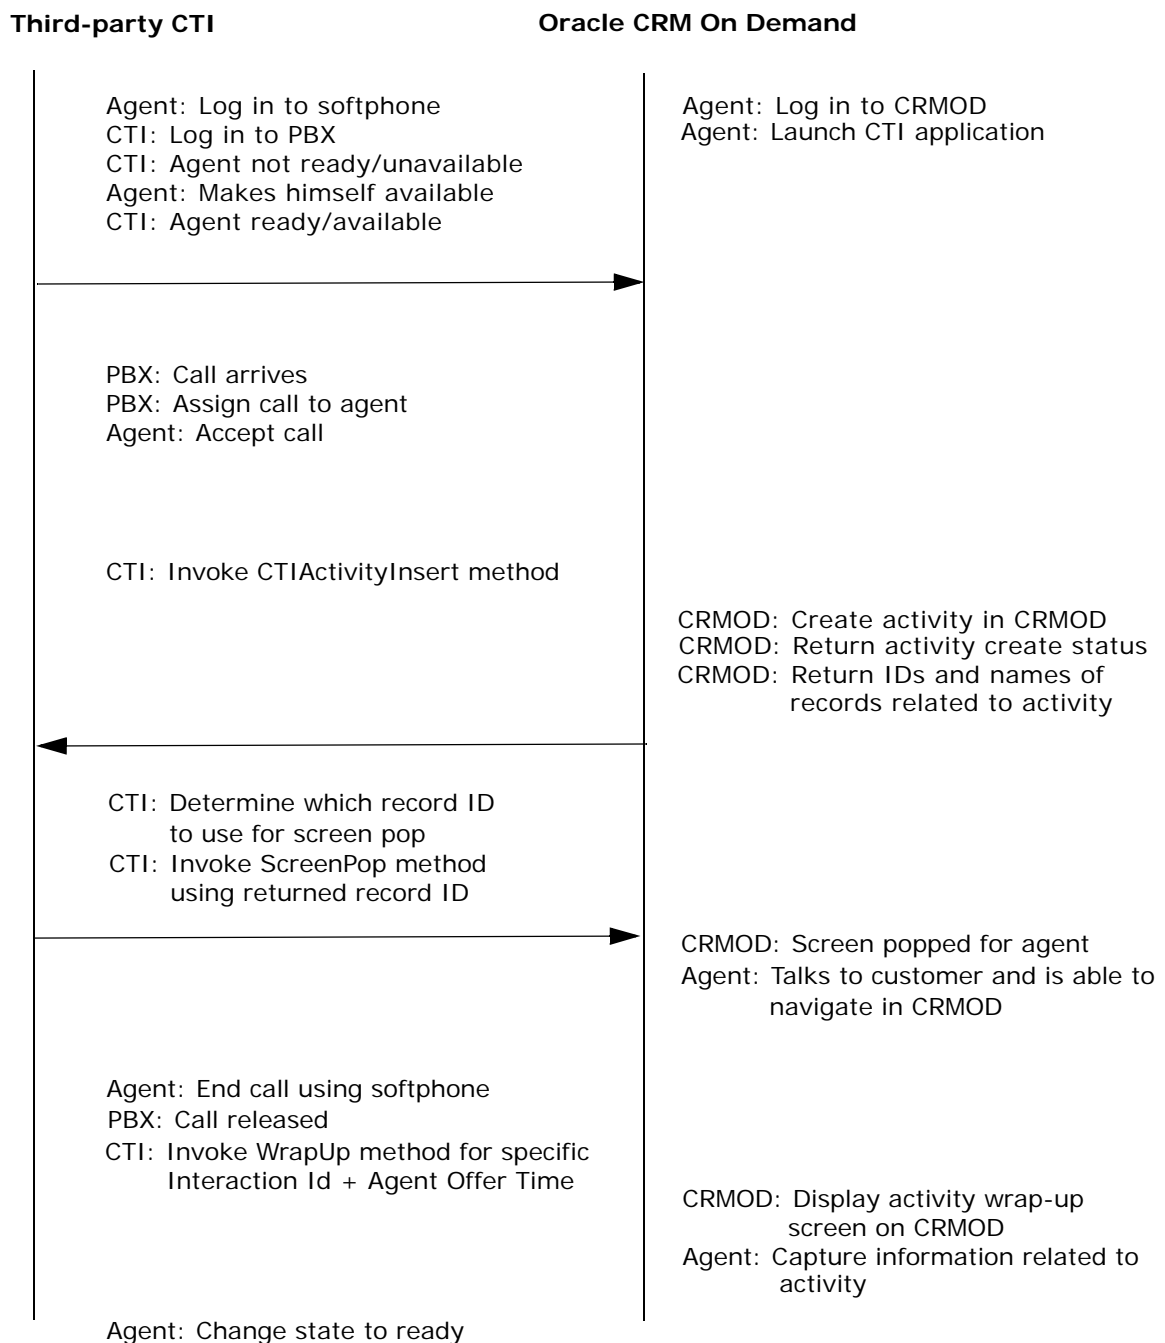 Third-party CTI
Oracle CRM On Demand
Agent: Log in to softphone
CTI: Log in to PBX
CTI: Agent not ready/unavailable
Agent: Makes himself available
CTI: Agent ready/available
Agent: Log in to CRMOD
Agent: Launch CTI application
PBX: Call arrives
PBX: Assign call to agent
Agent: Accept call
CTI: Invoke CTIActivityInsert method
CRMOD: Create activity in CRMOD
CRMOD: Return activity create status
CRMOD: Return IDs and names of
records related to activity
CTI: Determine which record ID
to use for screen pop
CTI: Invoke ScreenPop method
using returned record ID
CRMOD: Screen popped for agent
Agent: Talks to customer and is able to
navigate in CRMOD
Agent: End call using softphone
PBX: Call released
CTI: Invoke WrapUp method for specific
Interaction Id + Agent Offer Time
CRMOD: Display activity wrap-up
screen on CRMOD
Agent: Capture information related to
activity
Agent: Change state to ready